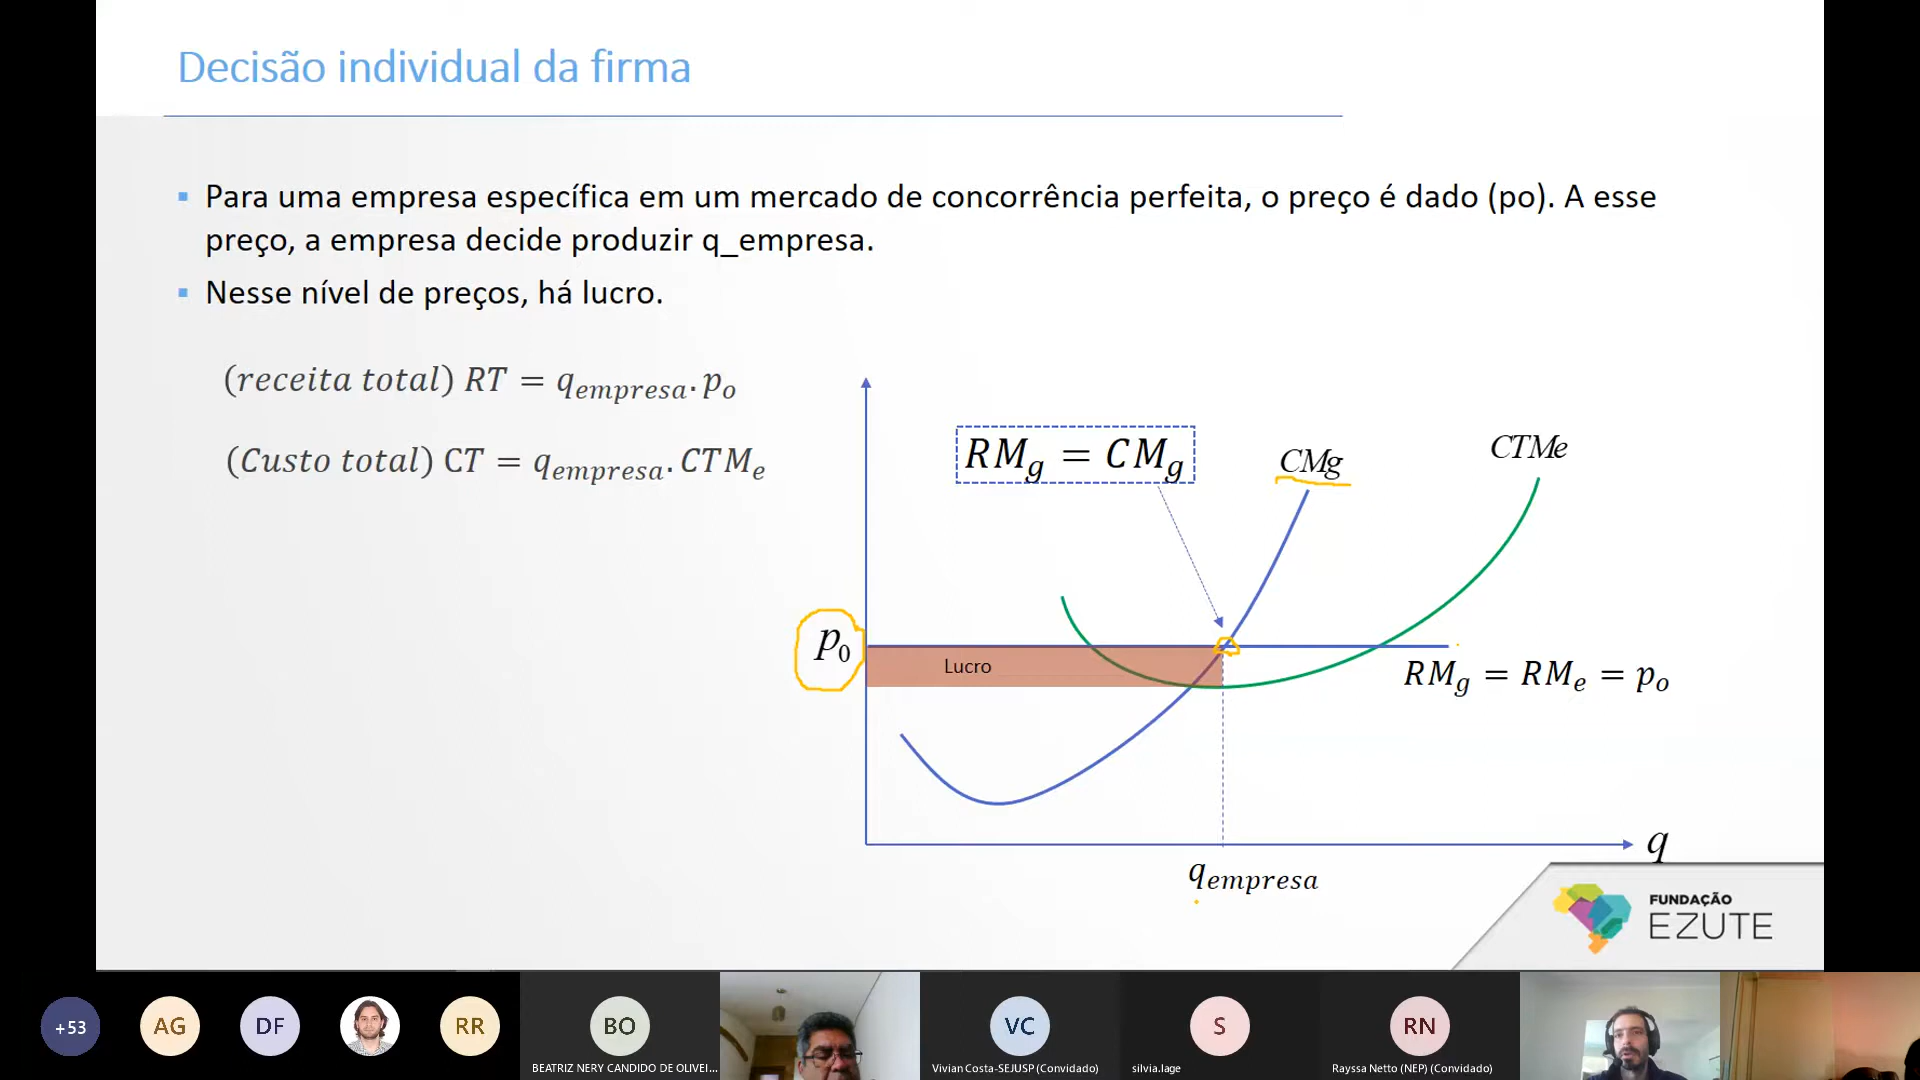 Decisão individual da firma
▪ Para uma empresa específica em um mercado de concorrência perfeita, o preço é dado (po). A esse
preço, a empresa decide produzir q_empresa.
▪ Nesse nível de preços, há lucro.
(receita total) RT = q_empresa . p_o
(Custo total) CT = q_empresa . CTM_e
RM_g = CM_g
CMg
CTMe
p_0
Lucro
RM_g = RM_e = p_o
q
q_empresa
FUNDAÇÃO
EZUTE
+53
AG
DF
RR
BO
BEATRIZ NERY CANDIDO DE OLIVEI...
VC
Vivian Costa-SEJUSP (Convidado)
S
silvia.lage
RN
Rayssa Netto (NEP) (Convidado)